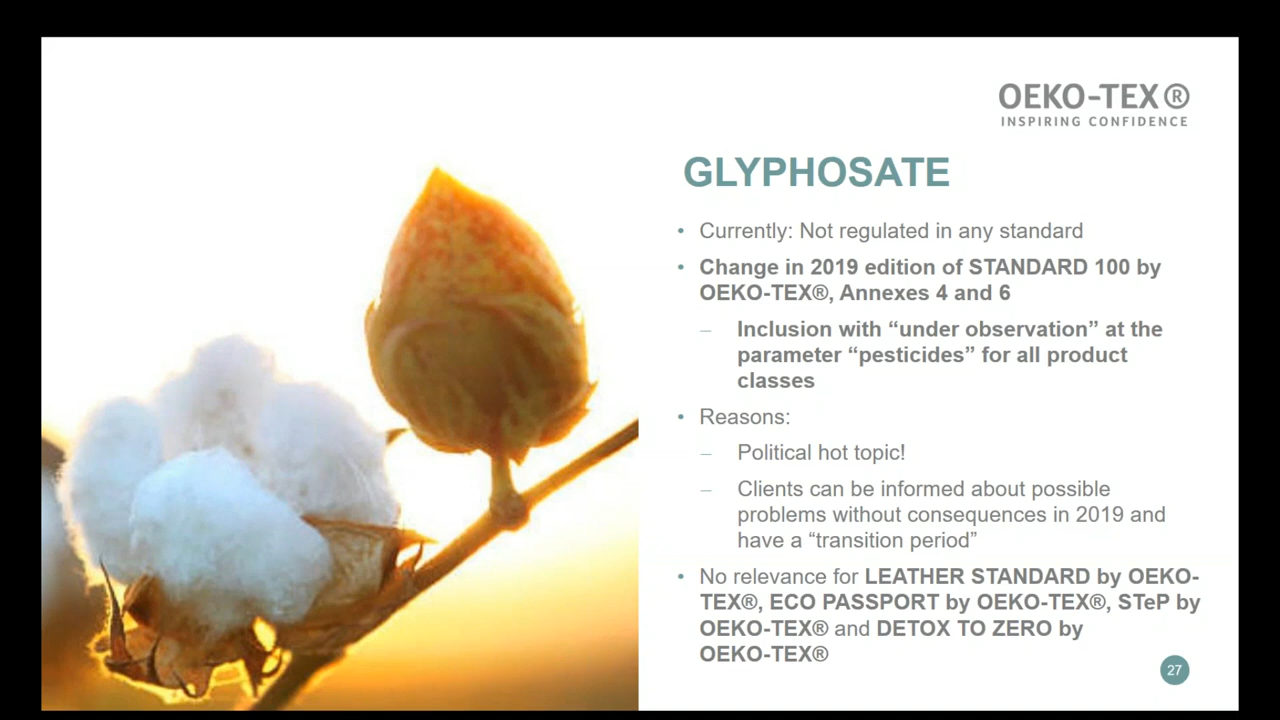 OEKO-TEX®
INSPIRING CONFIDENCE
GLYPHOSATE
• Currently: Not regulated in any standard
• Change in 2019 edition of STANDARD 100 by
OEKO-TEX®, Annexes 4 and 6
– Inclusion with “under observation” at the
parameter “pesticides” for all product
classes
• Reasons:
– Political hot topic!
– Clients can be informed about possible
problems without consequences in 2019 and
have a “transition period”
• No relevance for LEATHER STANDARD by OEKO-
TEX®, ECO PASSPORT by OEKO-TEX®, STeP by
OEKO-TEX® and DETOX TO ZERO by
OEKO-TEX®
27